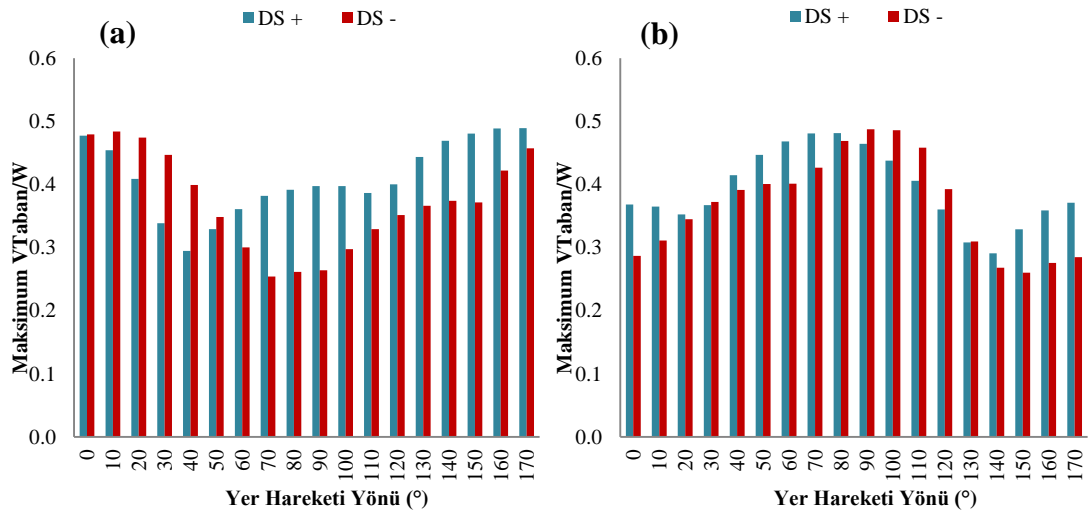 DS + DS -
(a)
Maksimum VTaban/W
0.6
0.5
0.4
0.3
0.2
0.1
0.0
0 10 20 30 40 50 60 70 80 90 100 110 120 130 140 150 160 170
Yer Hareketi Yönü (°)
DS + DS -
(b)
Maksimum VTaban/W
0.6
0.5
0.4
0.3
0.2
0.1
0.0
0 10 20 30 40 50 60 70 80 90 100 110 120 130 140 150 160 170
Yer Hareketi Yönü (°)